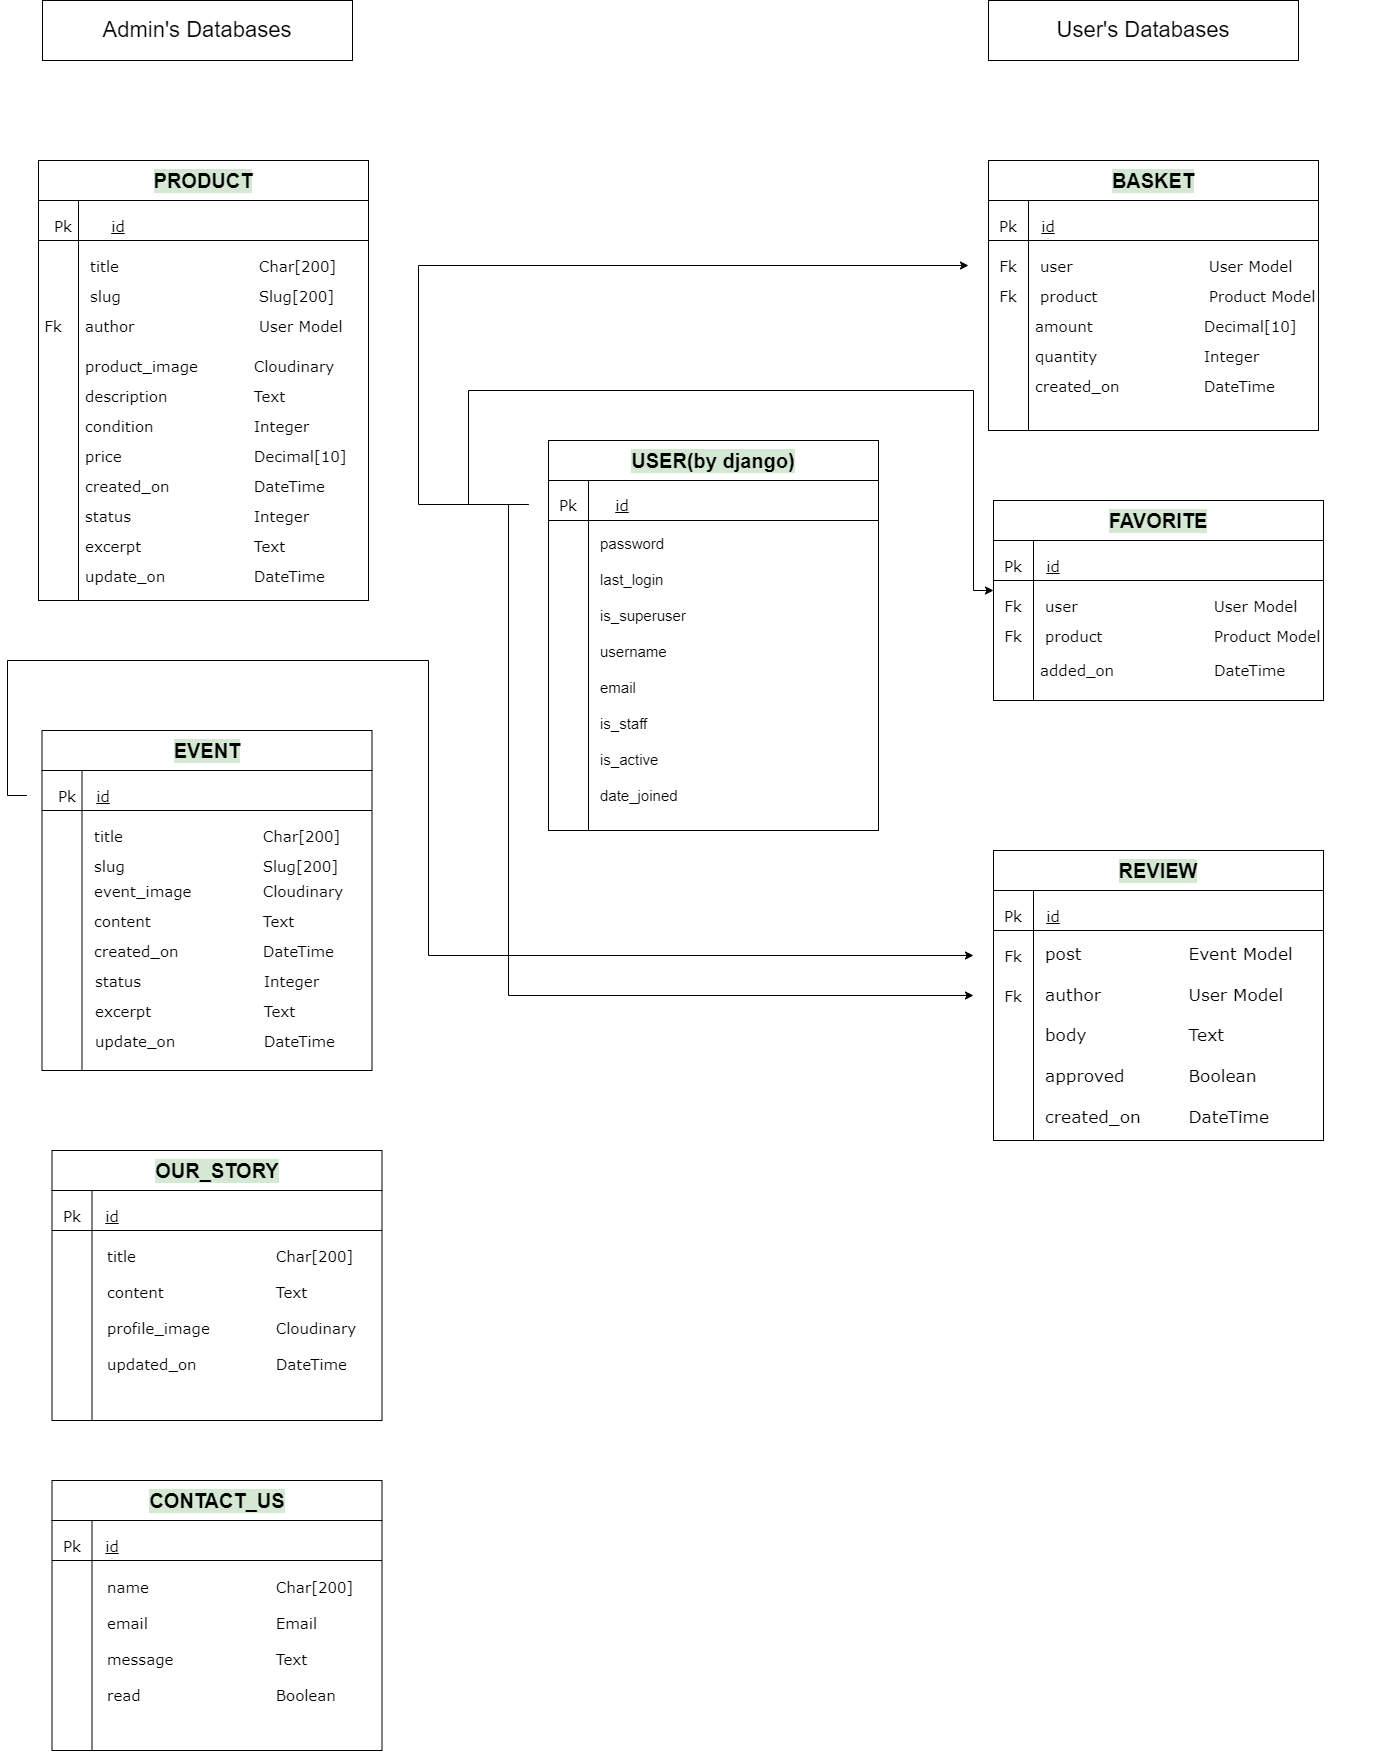 Admin's Databases
User's Databases
PRODUCT
Pk id
title Char[200]
slug Slug[200]
Fk author User Model
product_image Cloudinary
description Text
condition Integer
price Decimal[10]
created_on DateTime
status Integer
excerpt Text
update_on DateTime
BASKET
Pk id
Fk user User Model
Fk product Product Model
amount Decimal[10]
quantity Integer
created_on DateTime
USER(by django)
Pk id
password
last_login
is_superuser
username
email
is_staff
is_active
date_joined
FAVORITE
Pk id
Fk user User Model
Fk product Product Model
added_on DateTime
EVENT
Pk id
title Char[200]
slug Slug[200]
event_image Cloudinary
content Text
created_on DateTime
status Integer
excerpt Text
update_on DateTime
REVIEW
Pk id
Fk post Event Model
Fk author User Model
body Text
approved Boolean
created_on DateTime
OUR_STORY
Pk id
title Char[200]
content Text
profile_image Cloudinary
updated_on DateTime
CONTACT_US
Pk id
name Char[200]
email Email
message Text
read Boolean